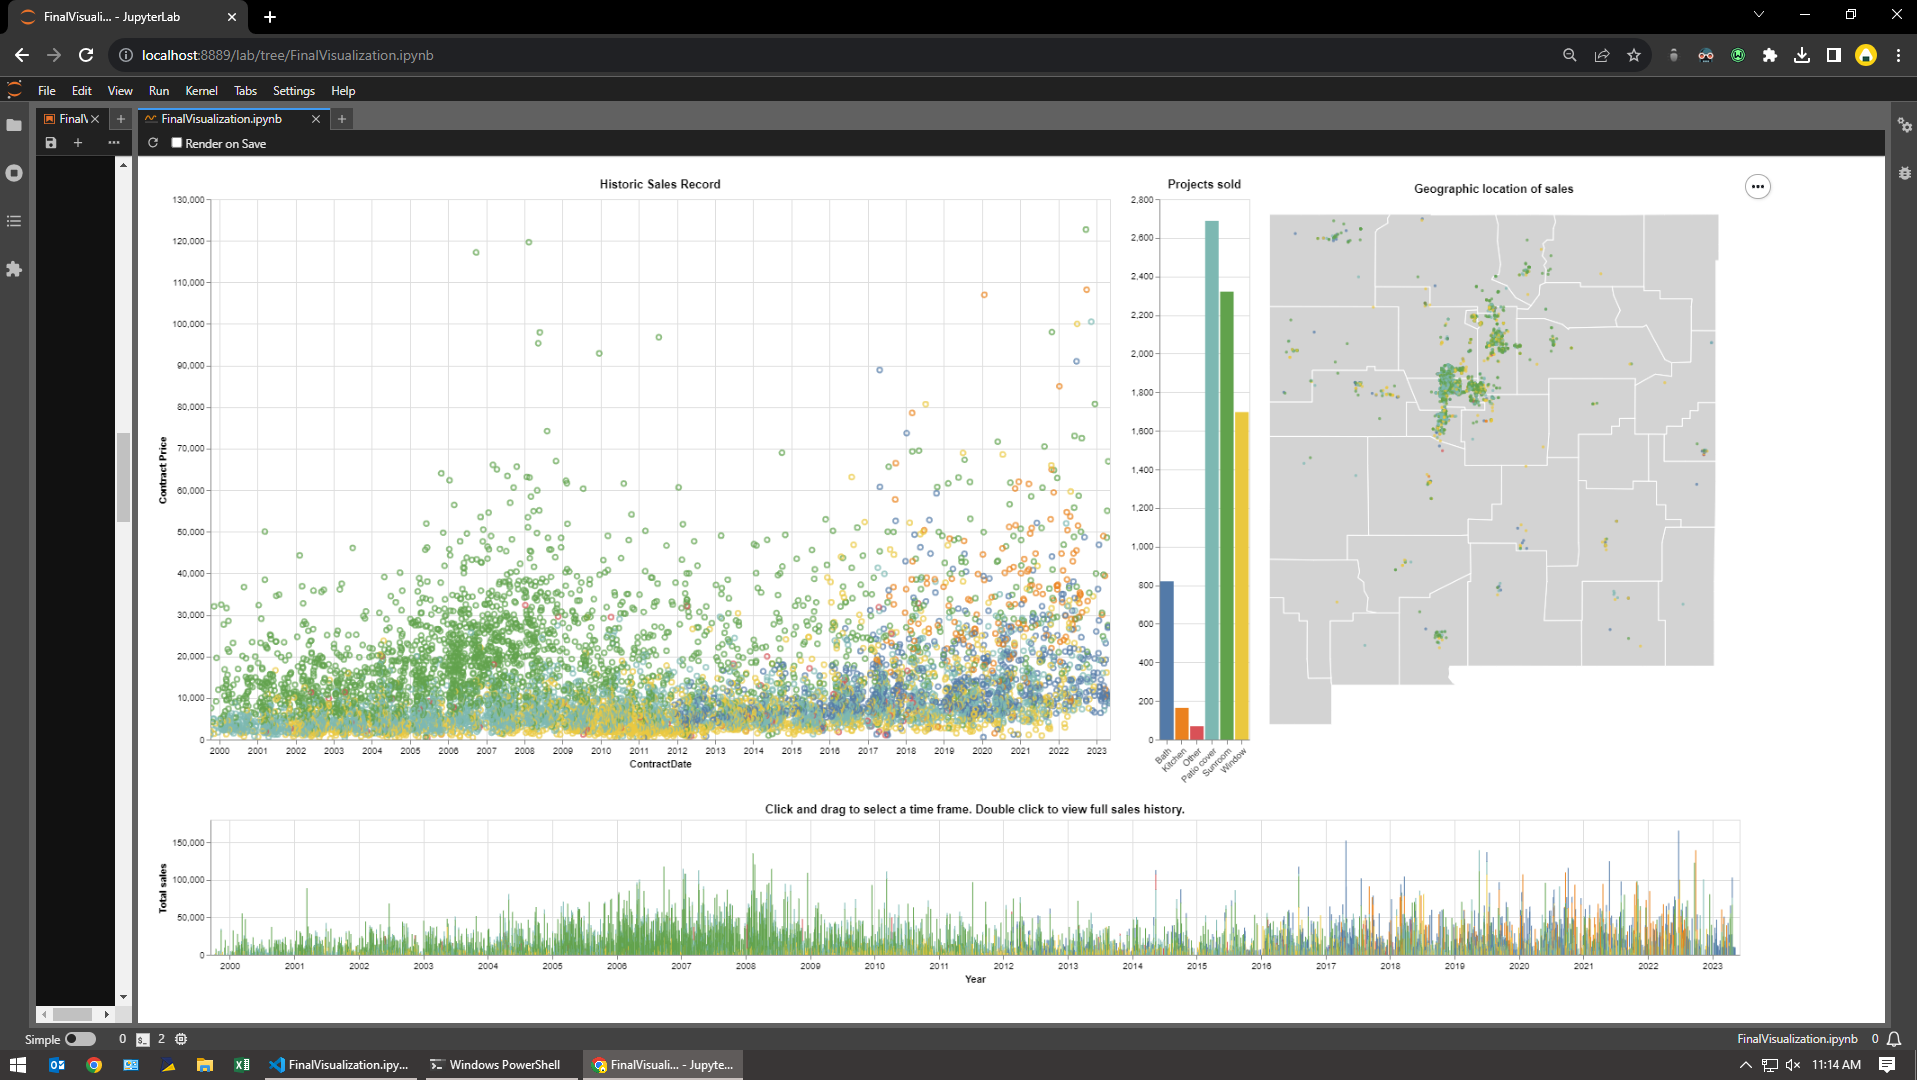 FinalVisuali... - JupyterLab
localhost:8889/lab/tree/FinalVisualization.ipynb
File Edit View Run Kernel Tabs Settings Help
FinalV
FinalVisualization.ipynb
Render on Save
Historic Sales Record
130,000
120,000
110,000
100,000
90,000
80,000
70,000
60,000
50,000
40,000
30,000
20,000
10,000
0
Contract Price
2000 2001 2002 2003 2004 2005 2006 2007 2008 2009 2010 2011 2012 2013 2014 2015 2016 2017 2018 2019 2020 2021 2022 2023
ContractDate
Projects sold
2,800
2,600
2,400
2,200
2,000
1,800
1,600
1,400
1,200
1,000
800
600
400
200
0
Bath
Kitchen
Other
Patio cover
Sunroom
Window
Geographic location of sales
Click and drag to select a time frame. Double click to view full sales history.
150,000
100,000
50,000
0
Total sales
2000 2001 2002 2003 2004 2005 2006 2007 2008 2009 2010 2011 2012 2013 2014 2015 2016 2017 2018 2019 2020 2021 2022 2023
Year
Simple 0 2 FinalVisualization.ipynb 0
FinalVisualization.ipy... Windows PowerShell FinalVisuali... - Jupyte... 11:14 AM